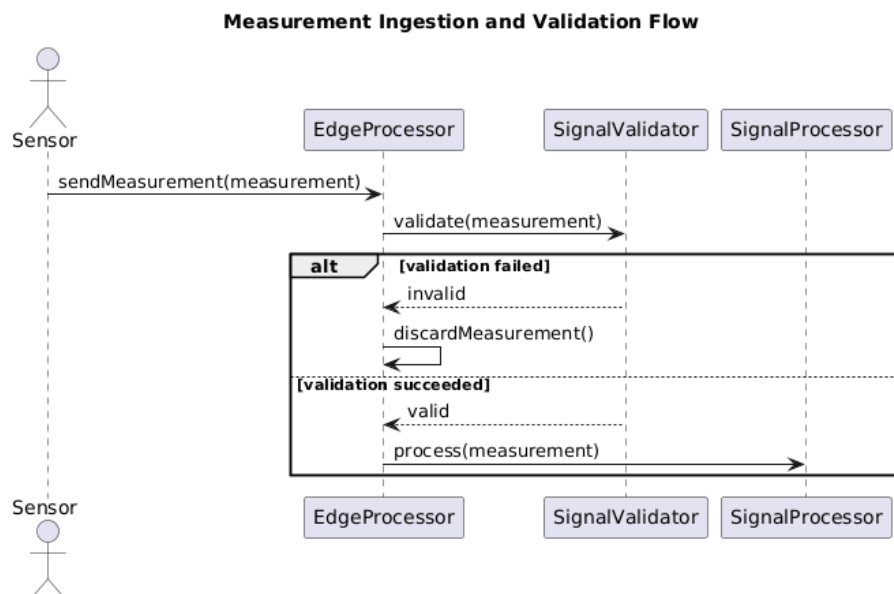 Measurement Ingestion and Validation Flow
Sensor
EdgeProcessor
SignalValidator
SignalProcessor
sendMeasurement(measurement)
validate(measurement)
alt
[validation failed]
invalid
discardMeasurement()
[validation succeeded]
valid
process(measurement)
Sensor
EdgeProcessor
SignalValidator
SignalProcessor